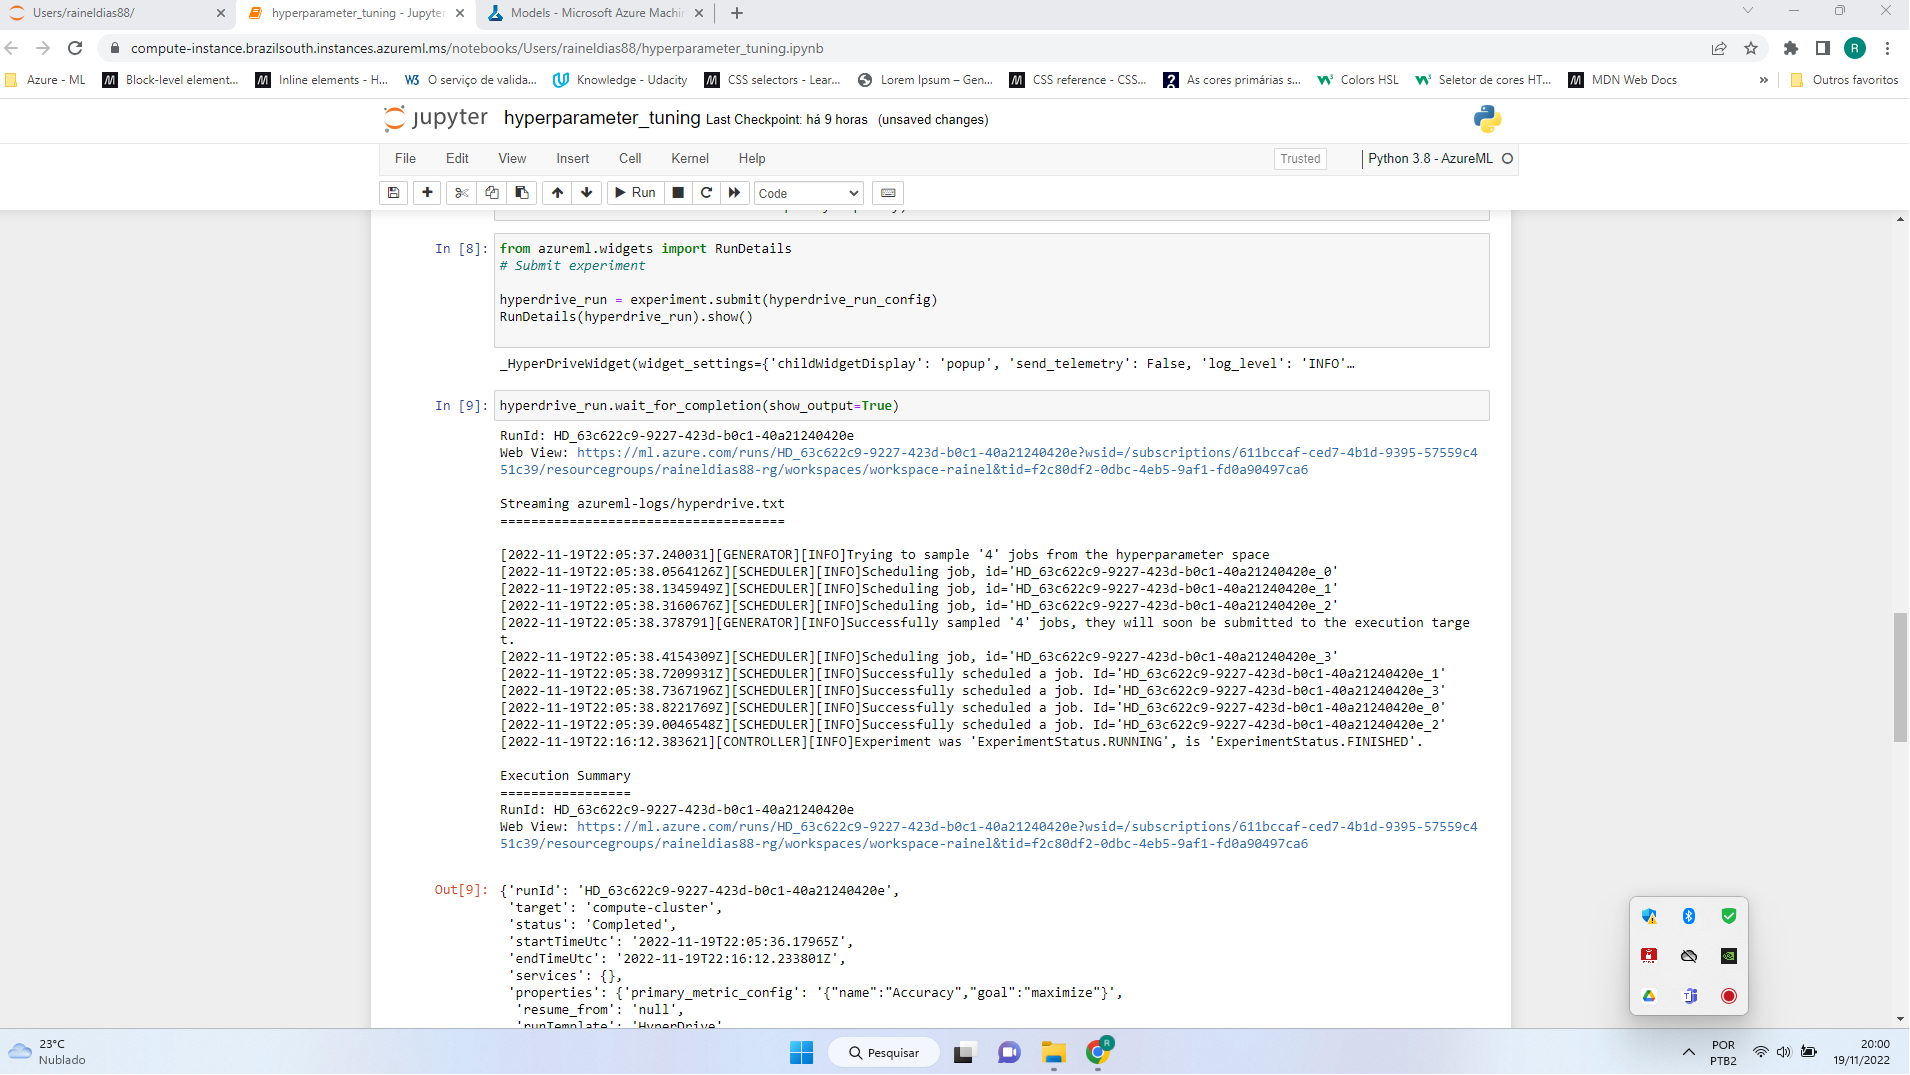 Users/raineldias88/
hyperparameter_tuning - Jupyter
Models - Microsoft Azure Machin
compute-instance.brazilsouth.instances.azureml.ms/notebooks/Users/raineldias88/hyperparameter_tuning.ipynb
R
Azure - ML
Block-level element...
Inline elements - H...
O serviço de valida...
Knowledge - Udacity
CSS selectors - Lear...
Lorem Ipsum – Gen...
CSS reference - CSS...
As cores primárias s...
Colors HSL
Seletor de cores HT...
MDN Web Docs
»
Outros favoritos
jupyter hyperparameter_tuning Last Checkpoint: há 9 horas (unsaved changes)
File Edit View Insert Cell Kernel Help
Trusted
Python 3.8 - AzureML
Run
Code
In [8]:
from azureml.widgets import RunDetails
# Submit experiment
hyperdrive_run = experiment.submit(hyperdrive_run_config)
RunDetails(hyperdrive_run).show()
_HyperDriveWidget(widget_settings={'childWidgetDisplay': 'popup', 'send_telemetry': False, 'log_level': 'INFO'…
In [9]:
hyperdrive_run.wait_for_completion(show_output=True)
RunId: HD_63c622c9-9227-423d-b0c1-40a21240420e
Web View: https://ml.azure.com/runs/HD_63c622c9-9227-423d-b0c1-40a21240420e?wsid=/subscriptions/611bccaf-ced7-4b1d-9395-57559c4
51c39/resourcegroups/raineldias88-rg/workspaces/workspace-rainel&tid=f2c80df2-0dbc-4eb5-9af1-fd0a90497ca6
Streaming azureml-logs/hyperdrive.txt
=====================================
[2022-11-19T22:05:37.240031][GENERATOR][INFO]Trying to sample '4' jobs from the hyperparameter space
[2022-11-19T22:05:38.0564126Z][SCHEDULER][INFO]Scheduling job, id='HD_63c622c9-9227-423d-b0c1-40a21240420e_0'
[2022-11-19T22:05:38.1345949Z][SCHEDULER][INFO]Scheduling job, id='HD_63c622c9-9227-423d-b0c1-40a21240420e_1'
[2022-11-19T22:05:38.3160676Z][SCHEDULER][INFO]Scheduling job, id='HD_63c622c9-9227-423d-b0c1-40a21240420e_2'
[2022-11-19T22:05:38.378791][GENERATOR][INFO]Successfully sampled '4' jobs, they will soon be submitted to the execution targe
t.
[2022-11-19T22:05:38.4154309Z][SCHEDULER][INFO]Scheduling job, id='HD_63c622c9-9227-423d-b0c1-40a21240420e_3'
[2022-11-19T22:05:38.7209931Z][SCHEDULER][INFO]Successfully scheduled a job. Id='HD_63c622c9-9227-423d-b0c1-40a21240420e_1'
[2022-11-19T22:05:38.7367196Z][SCHEDULER][INFO]Successfully scheduled a job. Id='HD_63c622c9-9227-423d-b0c1-40a21240420e_3'
[2022-11-19T22:05:38.8221769Z][SCHEDULER][INFO]Successfully scheduled a job. Id='HD_63c622c9-9227-423d-b0c1-40a21240420e_0'
[2022-11-19T22:05:39.0046548Z][SCHEDULER][INFO]Successfully scheduled a job. Id='HD_63c622c9-9227-423d-b0c1-40a21240420e_2'
[2022-11-19T22:16:12.383621][CONTROLLER][INFO]Experiment was 'ExperimentStatus.RUNNING', is 'ExperimentStatus.FINISHED'.
Execution Summary
=================
RunId: HD_63c622c9-9227-423d-b0c1-40a21240420e
Web View: https://ml.azure.com/runs/HD_63c622c9-9227-423d-b0c1-40a21240420e?wsid=/subscriptions/611bccaf-ced7-4b1d-9395-57559c4
51c39/resourcegroups/raineldias88-rg/workspaces/workspace-rainel&tid=f2c80df2-0dbc-4eb5-9af1-fd0a90497ca6
Out[9]:
{'runId': 'HD_63c622c9-9227-423d-b0c1-40a21240420e',
'target': 'compute-cluster',
'status': 'Completed',
'startTimeUtc': '2022-11-19T22:05:36.17965Z',
'endTimeUtc': '2022-11-19T22:16:12.233801Z',
'services': {},
'properties': {'primary_metric_config': '{"name":"Accuracy","goal":"maximize"}',
'resume_from': 'null',
'runTemplate': 'HyperDrive'
23°C
Nublado
Pesquisar
R
POR
PTB2
20:00
19/11/2022